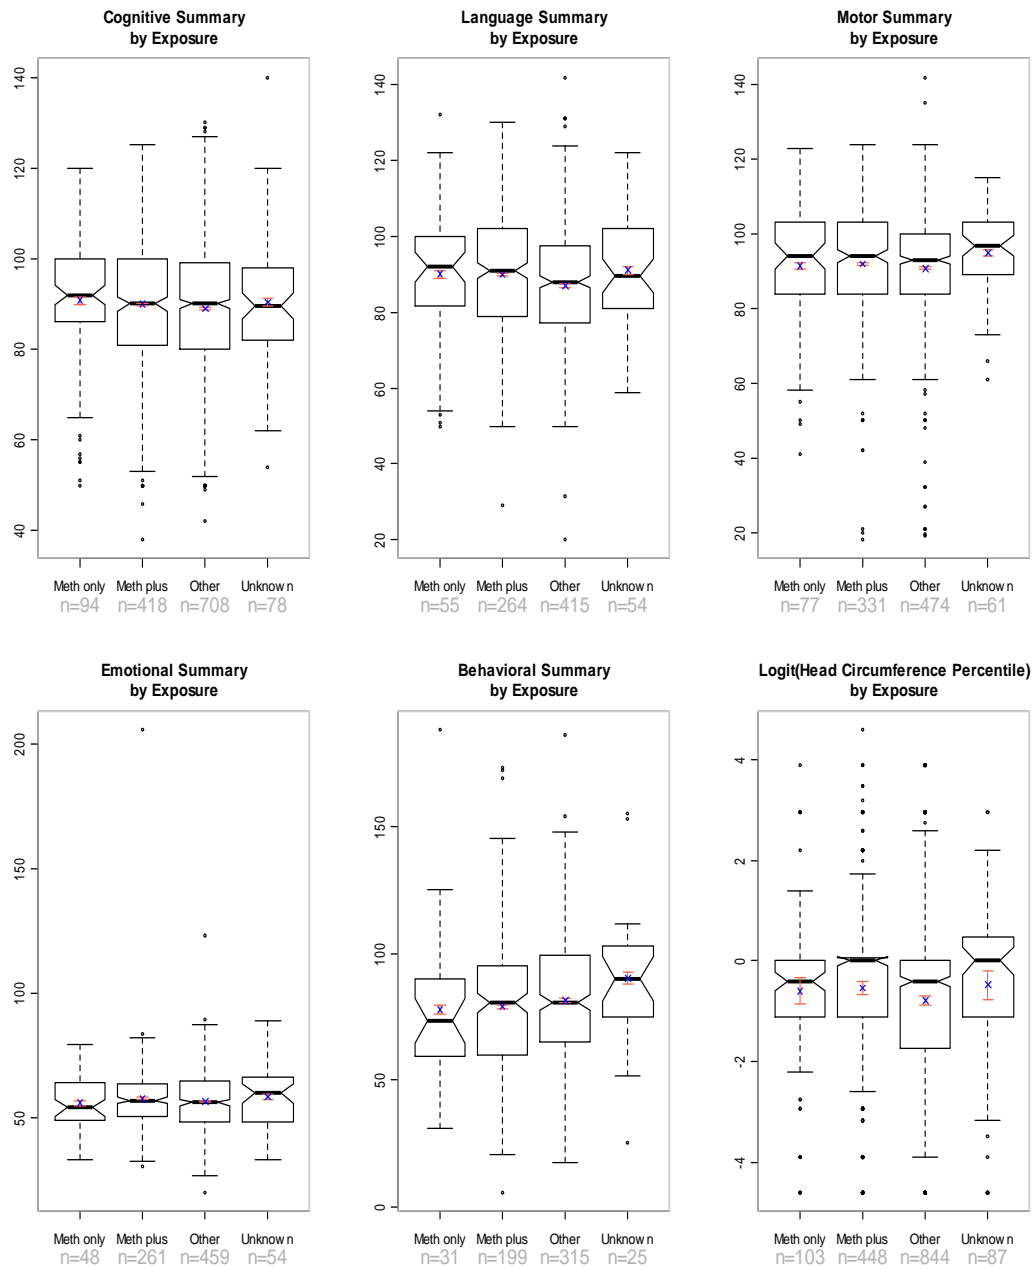 Cognitive Summary
by Exposure
140
120
100
80
60
40
Meth only Meth plus Other Unknown
n=94 n=418 n=708 n=78
Language Summary
by Exposure
140
120
100
80
60
40
20
Meth only Meth plus Other Unknown
n=55 n=264 n=415 n=54
Motor Summary
by Exposure
140
120
100
80
60
40
20
Meth only Meth plus Other Unknown
n=77 n=331 n=474 n=61
Emotional Summary
by Exposure
200
150
100
50
Meth only Meth plus Other Unknown
n=48 n=261 n=459 n=54
Behavioral Summary
by Exposure
150
100
50
0
Meth only Meth plus Other Unknown
n=31 n=199 n=315 n=25
Logit(Head Circumference Percentile)
by Exposure
4
2
0
-2
-4
Meth only Meth plus Other Unknown
n=103 n=448 n=844 n=87